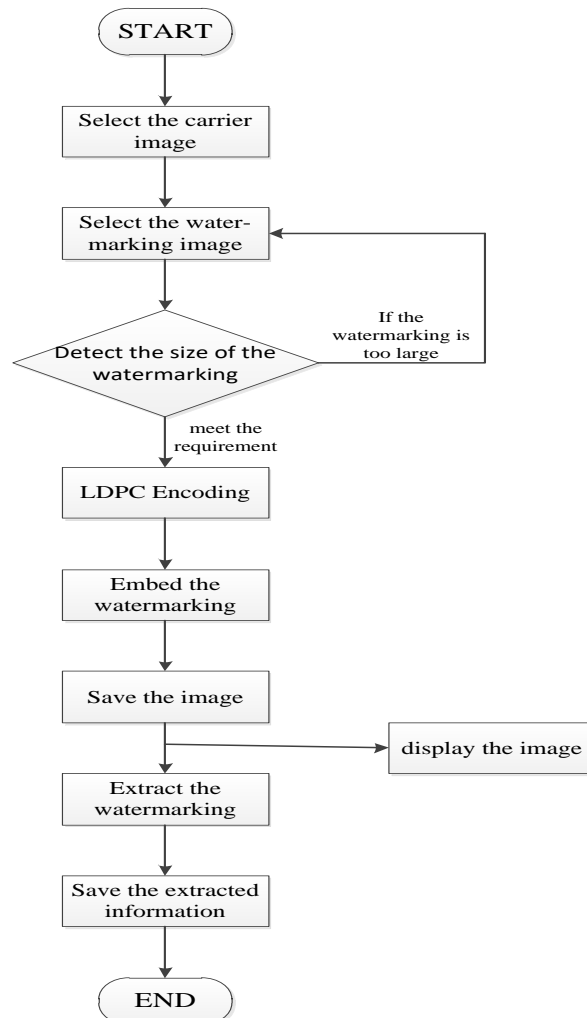 START
Select the carrier
image
Select the water-
marking image
If the
watermarking is
too large
Detect the size of the
watermarking
meet the
requirement
LDPC Encoding
Embed the
watermarking
Save the image
display the image
Extract the
watermarking
Save the extracted
information
END